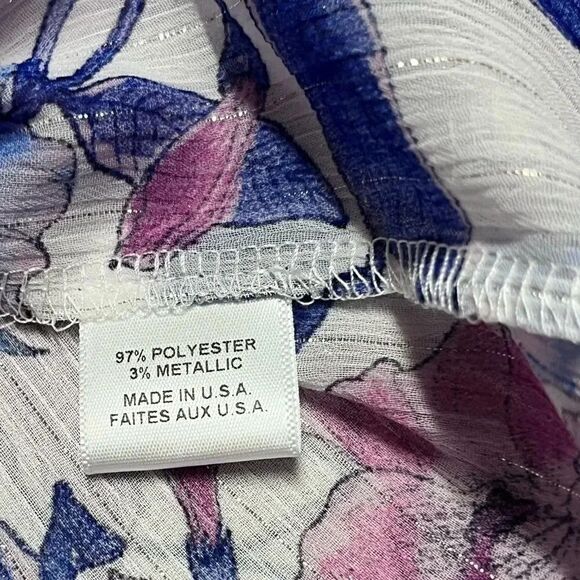 97% POLYESTER
3% METALLIC
MADE IN U.S.A.
FAITES AUX U.S.A.